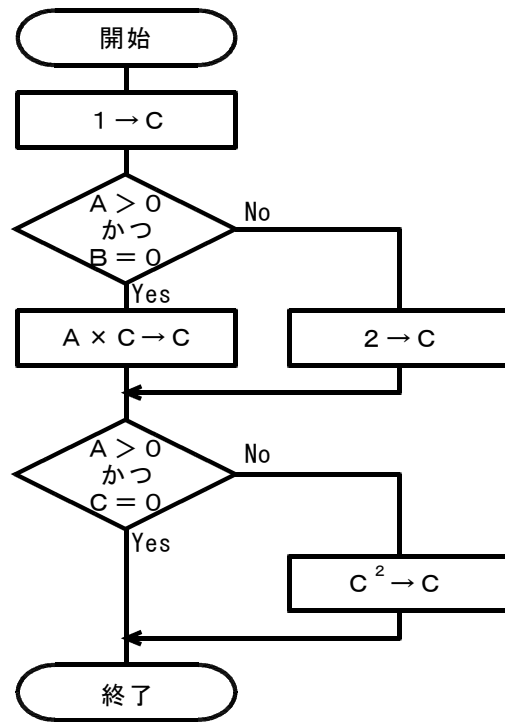 開始
1→C
A＞0
かつ
B＝0
No
Yes
A×C→C
2→C
A＞0
かつ
C＝0
No
Yes
C²→C
終了